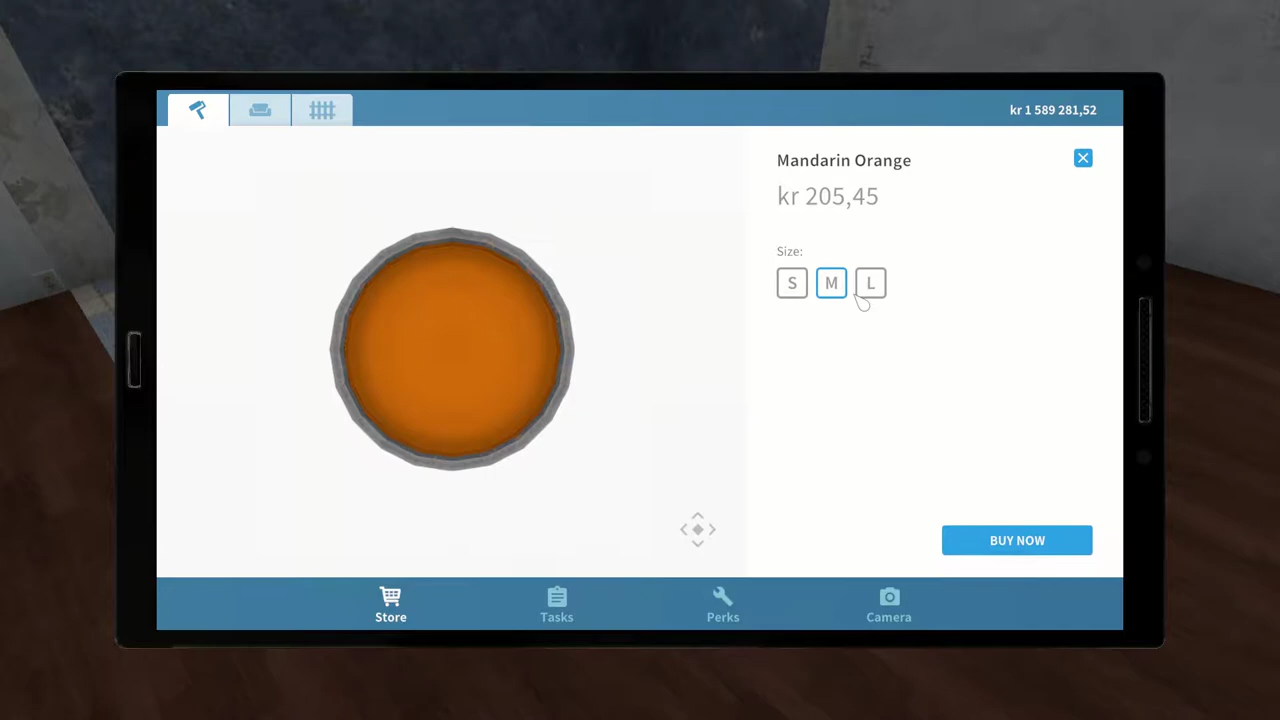 kr 1 589 281,52
Mandarin Orange
kr 205,45
Size:
S M L
BUY NOW
Store Tasks Perks Camera